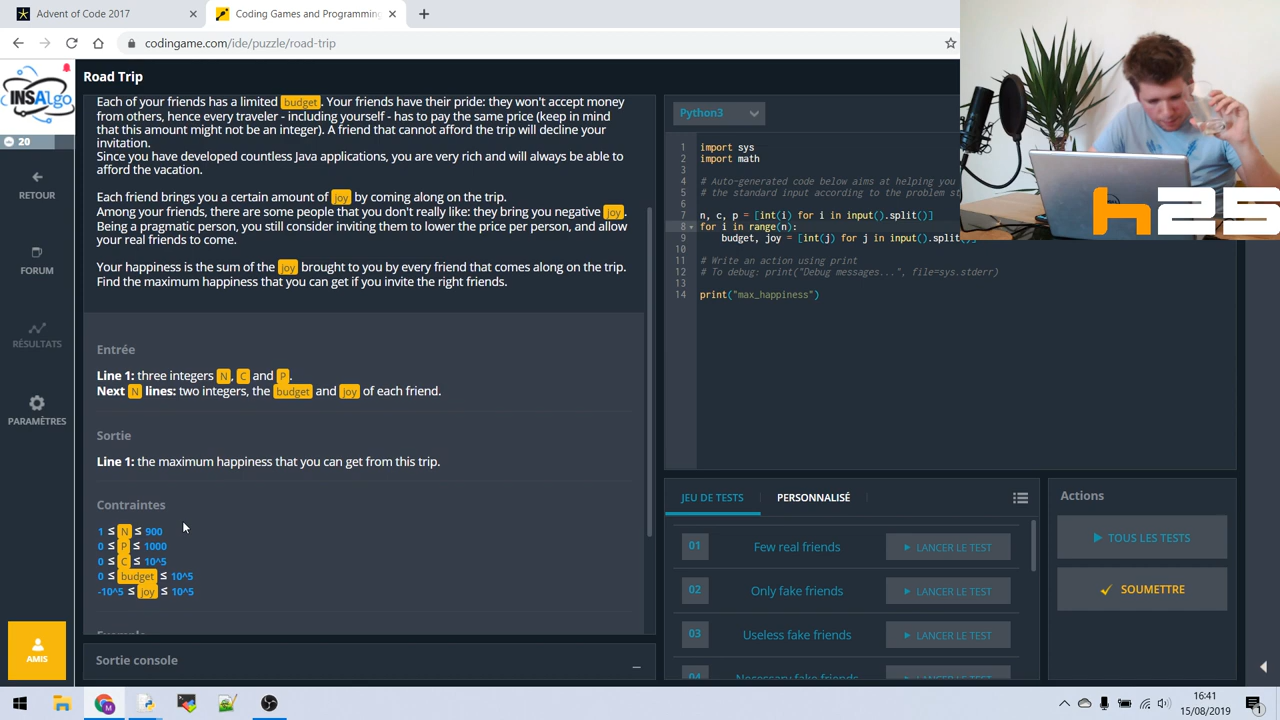 Advent of Code 2017
Coding Games and Programming
codingame.com/ide/puzzle/road-trip
INSAlgo
20
RETOUR
FORUM
RÉSULTATS
PARAMÈTRES
AMIS
Road Trip
Each of your friends has a limited budget. Your friends have their pride: they won't accept money
from others, hence every traveler - including yourself - has to pay the same price (keep in mind
that this amount might not be an integer). A friend that cannot afford the trip will decline your
invitation.
Since you have developed countless Java applications, you are very rich and will always be able to
afford the vacation.
Each friend brings you a certain amount of joy by coming along on the trip.
Among your friends, there are some people that you don't really like, they bring you negative joy.
Being a pragmatic person, you still consider inviting them to lower the price per person, and allow
your real friends to come.
Your happiness is the sum of the joy brought to you by every friend that comes along on the trip.
Find the maximum happiness that you can get if you invite the right friends.
Entrée
Line 1: three integers N, C and P.
Next N lines: two integers, the budget and joy of each friend.
Sortie
Line 1: the maximum happiness that you can get from this trip.
Contraintes
1 ≤ N ≤ 900
0 ≤ P ≤ 1000
0 ≤ C ≤ 10^5
0 ≤ budget ≤ 10^5
-10^5 ≤ joy ≤ 10^5
Sortie console
Python3
1 import sys
2 import math
3
4 # Auto-generated code below aims at helping you
5 # the standard input according to the problem st
6
7 n, c, p = [int(i) for i in input().split()]
8 for i in range(n):
9 budget, joy = [int(j) for j in input().split()]
10
11 # Write an action using print
12 # To debug: print("Debug messages...", file=sys.stderr)
13
14 print("max_happiness")
h25
JEU DE TESTS
PERSONNALISÉ
01 Few real friends LANCER LE TEST
02 Only fake friends LANCER LE TEST
03 Useless fake friends LANCER LE TEST
04 Necessary fake friends
Actions
TOUS LES TESTS
SOUMETTRE
16:41
15/08/2019
1